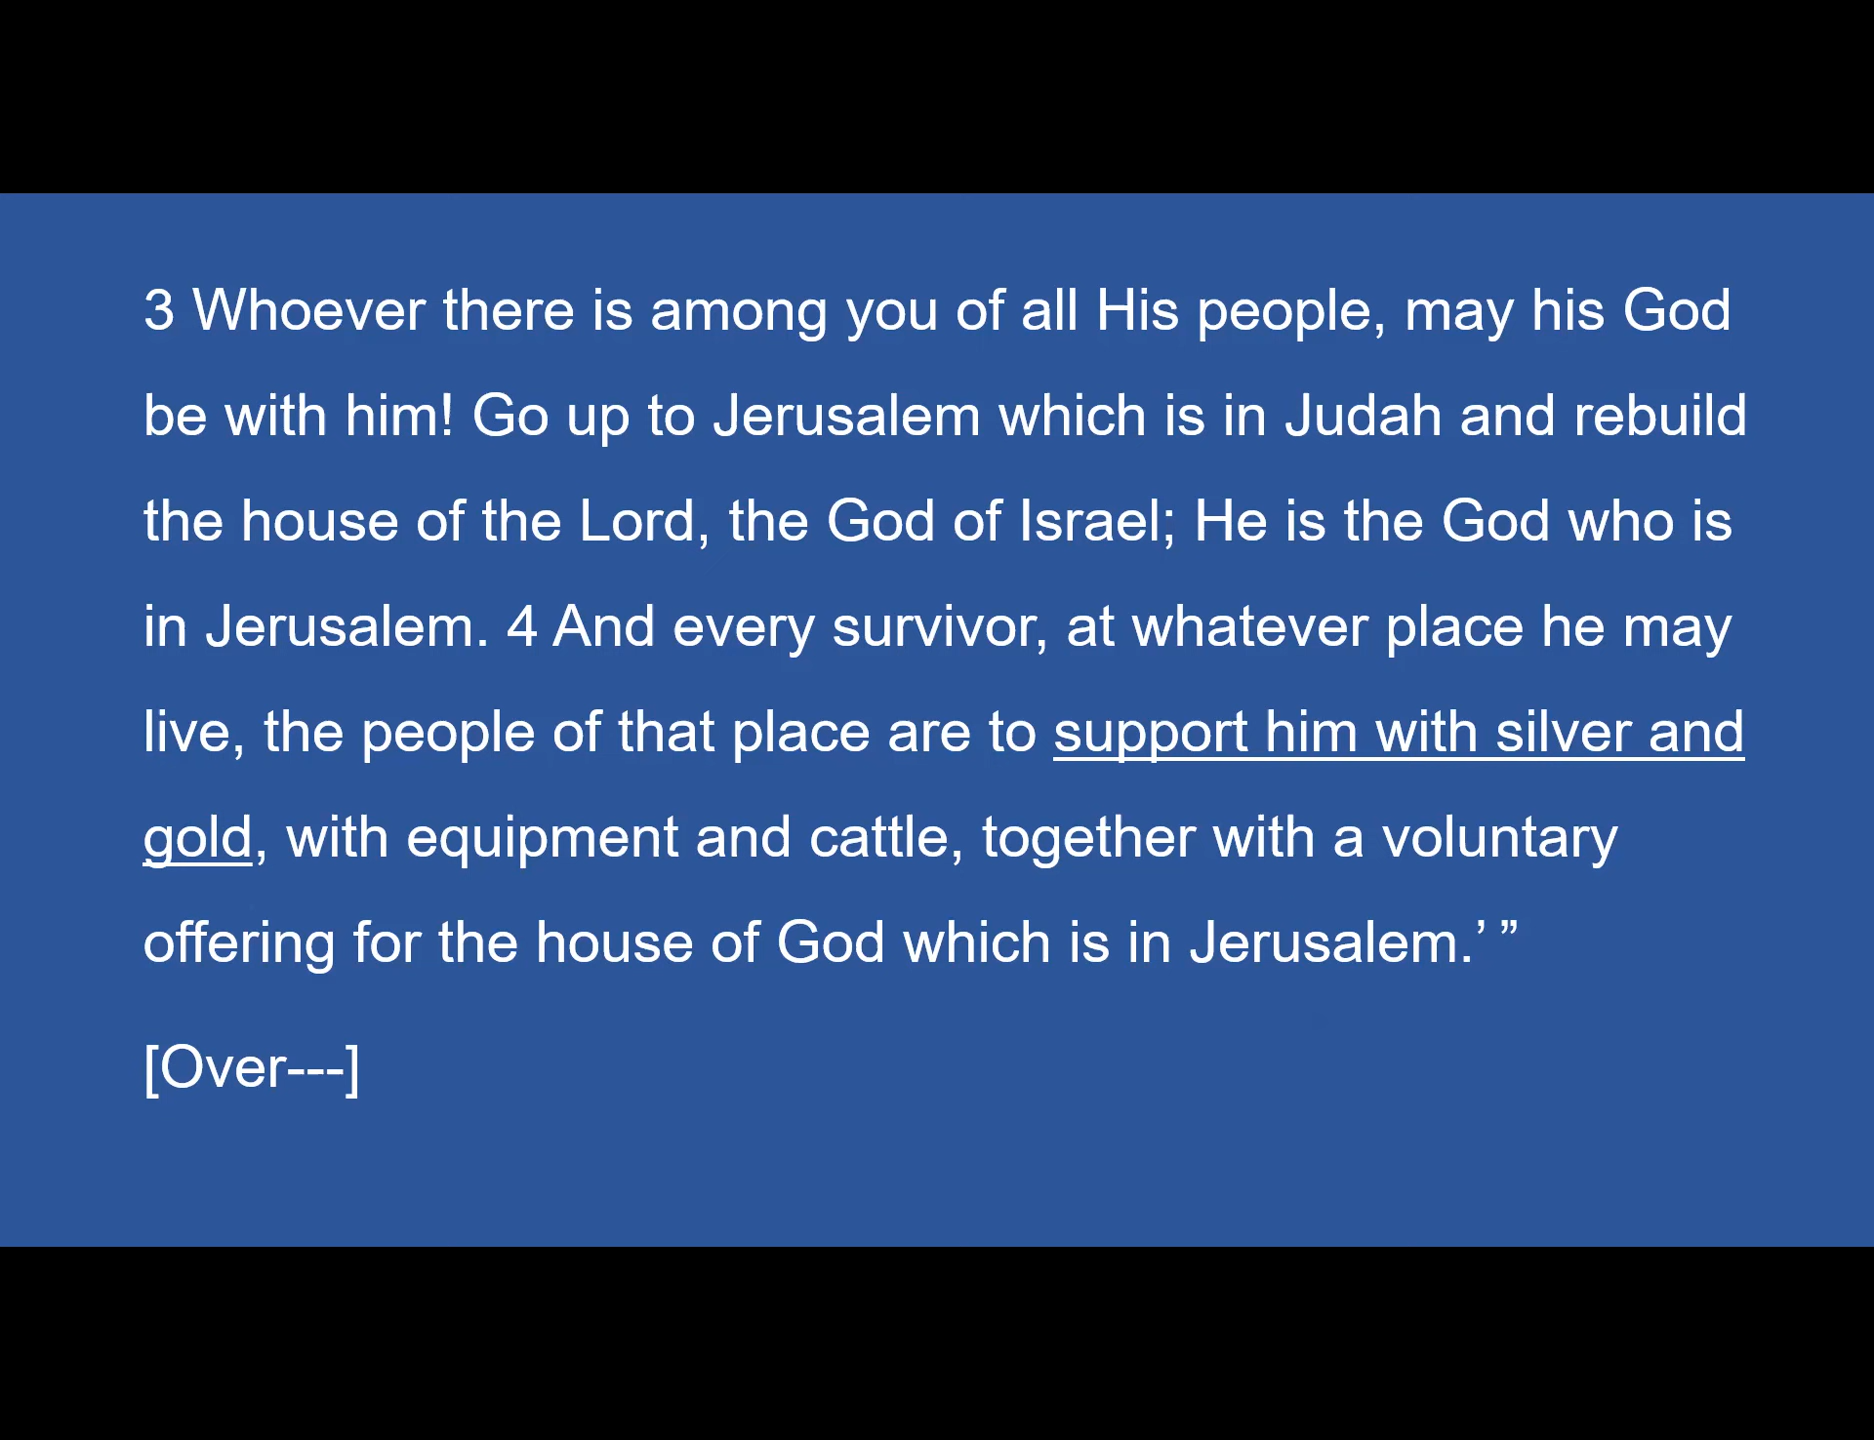 3 Whoever there is among you of all His people, may his God
be with him! Go up to Jerusalem which is in Judah and rebuild
the house of the Lord, the God of Israel; He is the God who is
in Jerusalem. 4 And every survivor, at whatever place he may
live, the people of that place are to support him with silver and
gold, with equipment and cattle, together with a voluntary
offering for the house of God which is in Jerusalem.’ ”
[Over---]